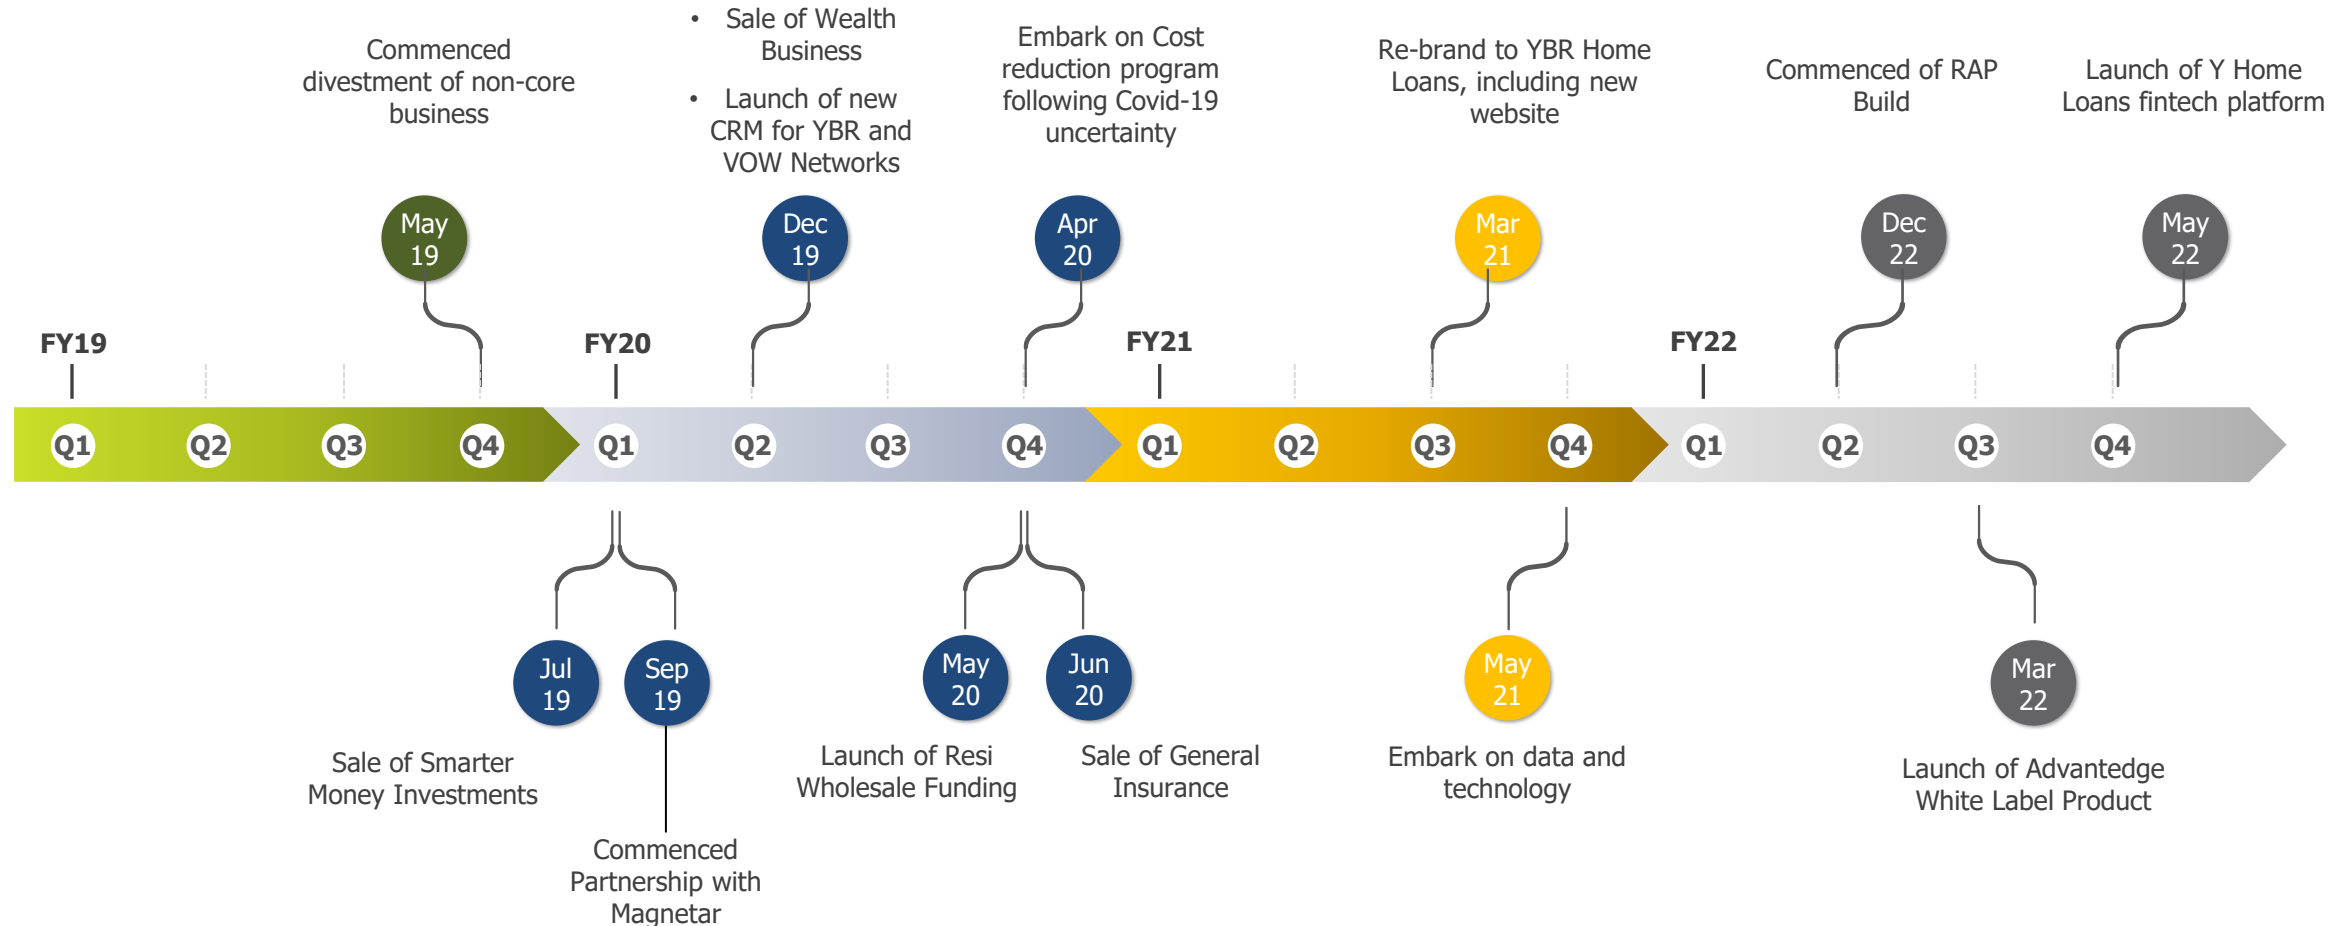 Commenced
divestment of non-core
business
• Sale of Wealth
Business
• Launch of new
CRM for YBR and
VOW Networks
Embark on Cost
reduction program
following Covid-19
uncertainty
Re-brand to YBR Home
Loans, including new
website
Commenced of RAP
Build
Launch of Y Home
Loans fintech platform
May
19
Dec
19
Apr
20
Mar
21
Dec
22
May
22
FY19
FY20
FY21
FY22
Q1 Q2 Q3 Q4 Q1 Q2 Q3 Q4 Q1 Q2 Q3 Q4 Q1 Q2 Q3 Q4
Jul
19
Sep
19
May
20
Jun
20
May
21
Mar
22
Sale of Smarter
Money Investments
Commenced
Partnership with
Magnetar
Launch of Resi
Wholesale Funding
Sale of General
Insurance
Embark on data and
technology
Launch of Advantedge
White Label Product